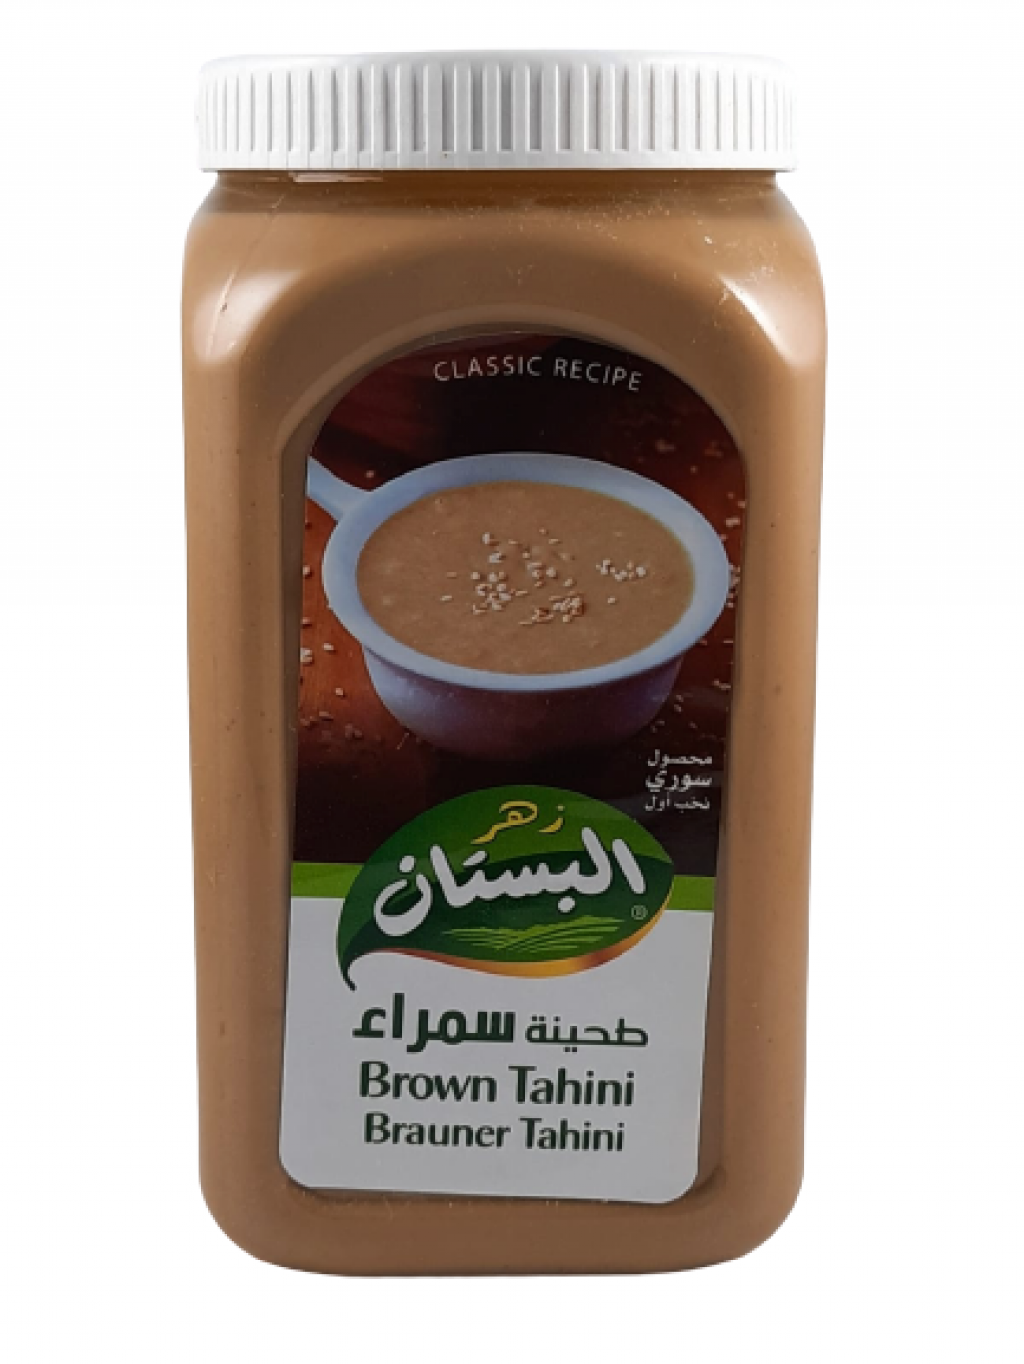 CLASSIC RECIPE
محصول
سوري
نخب أول
زهر
البستان
®
طحينة سمراء
Brown Tahini
Brauner Tahini